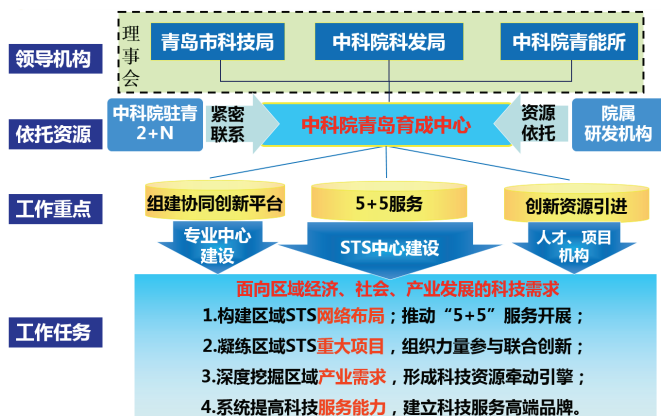 领导机构
理事会
青岛市科技局
中科院科发局
中科院青能所
依托资源
中科院驻青
2+N
紧密
联系
中科院青岛育成中心
资源
依托
院属
研发机构
工作重点
组建协同创新平台
5+5服务
创新资源引进
专业中心
建设
STS中心建设
人才、项目
机构
工作任务
面向区域经济、社会、产业发展的科技需求
1.构建区域STS网络布局；推动“5+5”服务开展；
2.凝练区域STS重大项目，组织力量参与联合创新；
3.深度挖掘区域产业需求，形成科技资源牵动引擎；
4.系统提高科技服务能力，建立科技服务高端品牌。